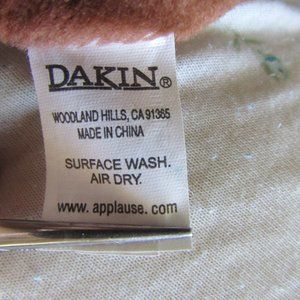 DAKIN®
WOODLAND HILLS, CA 91365
MADE IN CHINA
SURFACE WASH.
AIR DRY.
www. applause. com